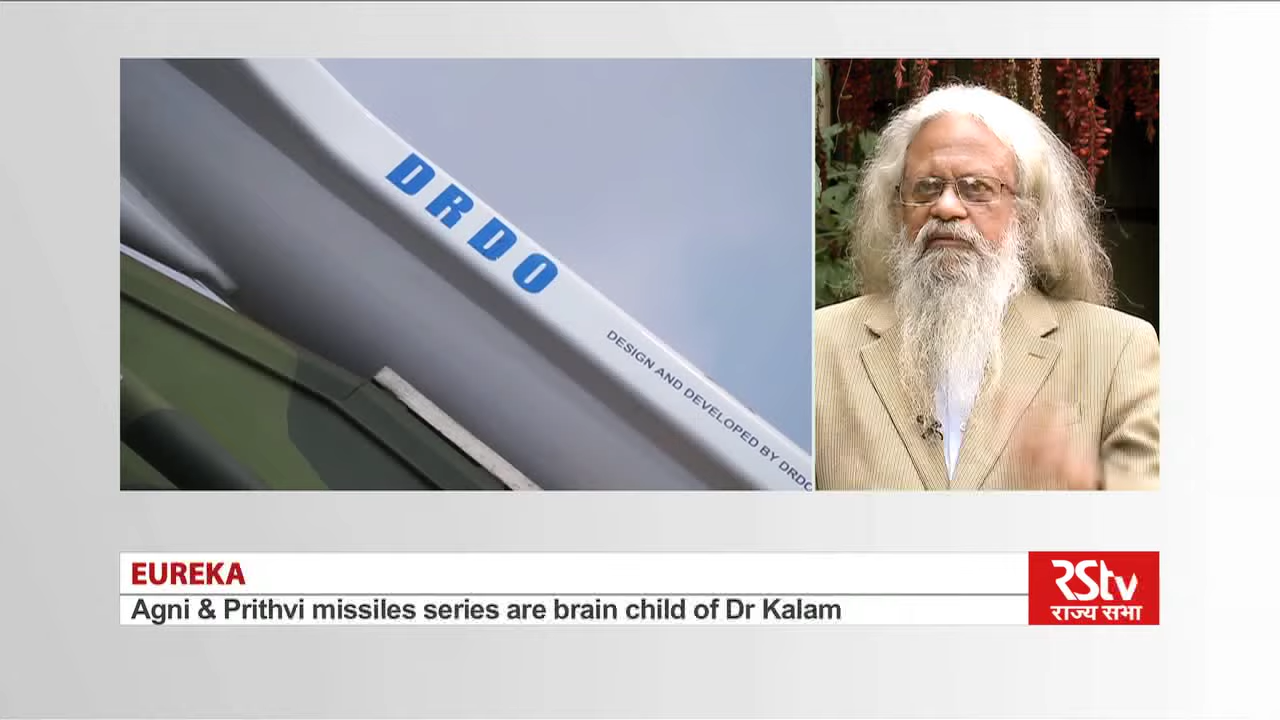 DRDO
DESIGN AND DEVELOPED BY DRDO
EUREKA
Agni & Prithvi missiles series are brain child of Dr Kalam
RStv
राज्य सभा